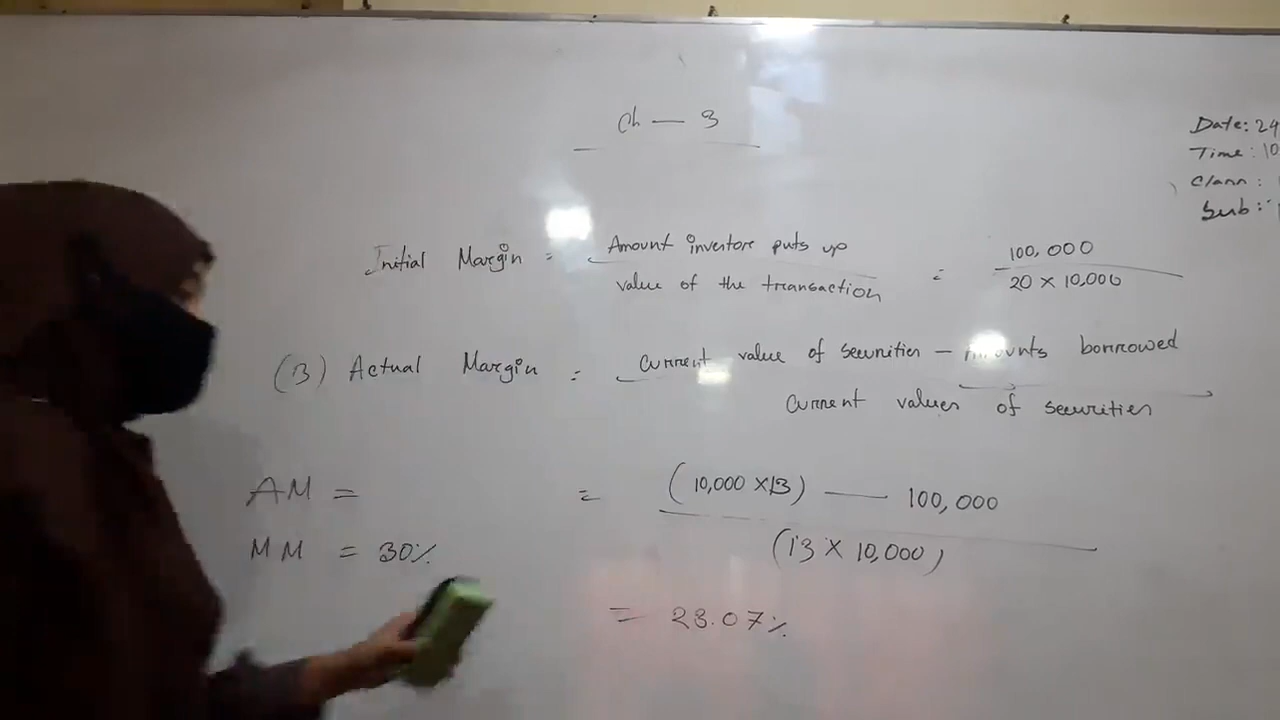 Ch — 3
Date: 24
Time: 10
Class:
Sub:
Initial Margin = Amount investore puts up / value of the transaction = 100,000 / 20 × 10,000
(3) Actual Margin = Current value of securities — Amounts borrowed / Current values of securities
AM = = (10,000 × 13) — 100,000 / (13 × 10,000)
MM = 30%
= 23.07%